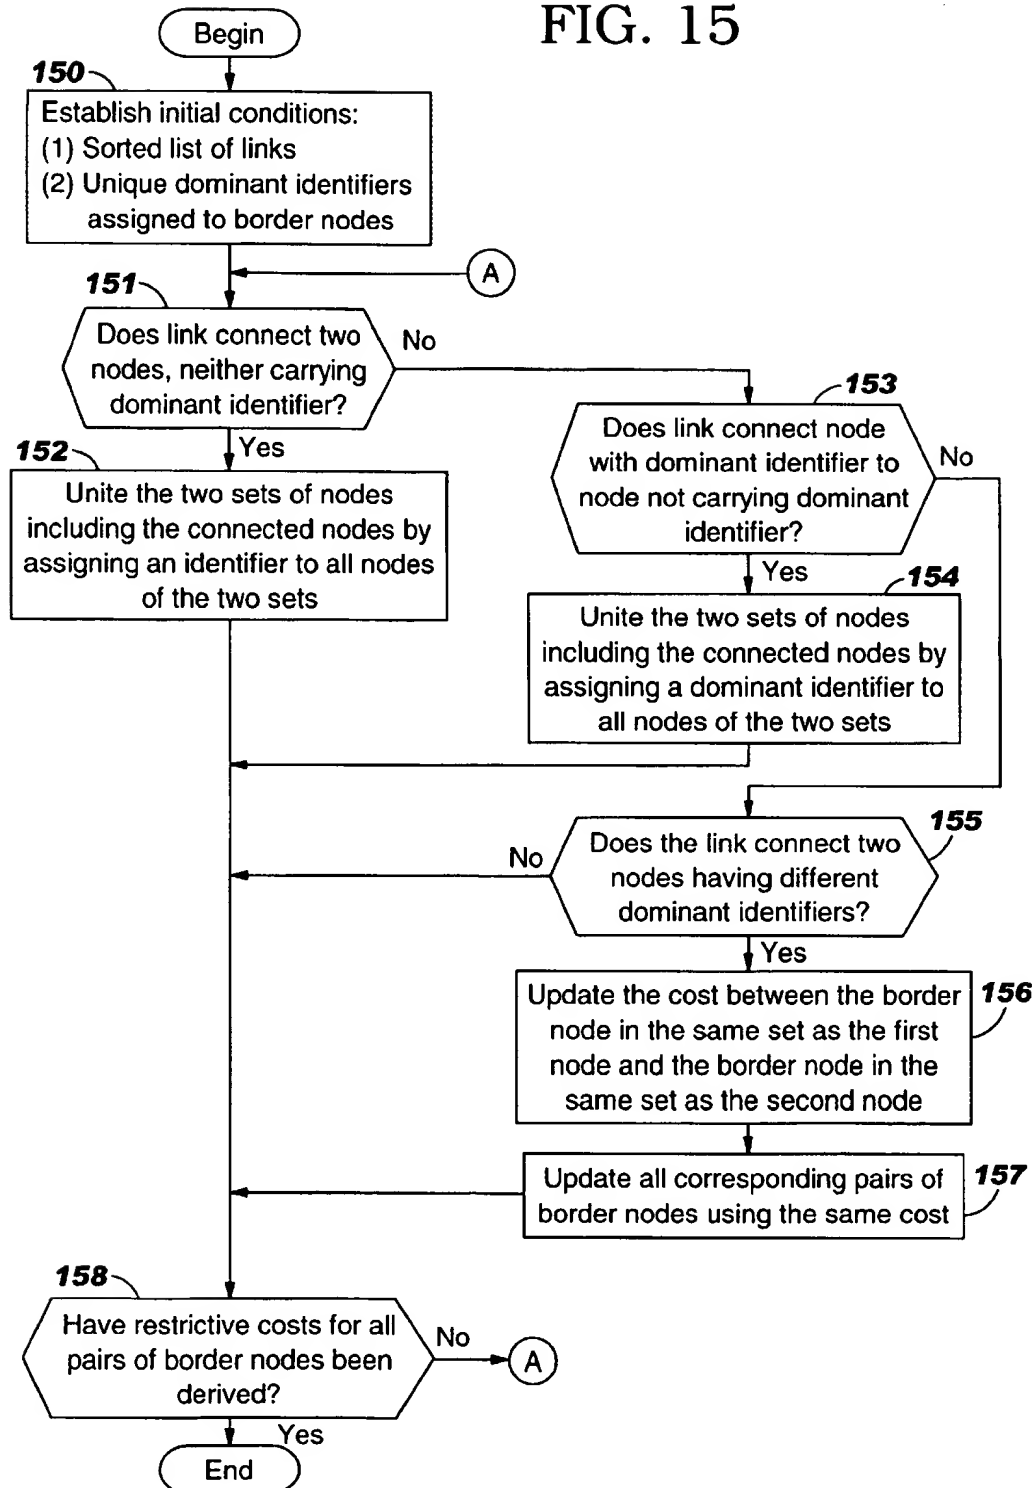 FIG. 15
Begin
150
Establish initial conditions:
(1) Sorted list of links
(2) Unique dominant identifiers
assigned to border nodes
A
151
Does link connect two
nodes, neither carrying
dominant identifier?
No
Yes
152
Unite the two sets of nodes
including the connected nodes by
assigning an identifier to all nodes
of the two sets
153
Does link connect node
with dominant identifier to
node not carrying dominant
identifier?
No
Yes
154
Unite the two sets of nodes
including the connected nodes by
assigning a dominant identifier to
all nodes of the two sets
155
Does the link connect two
nodes having different
dominant identifiers?
No
Yes
156
Update the cost between the border
node in the same set as the first
node and the border node in the
same set as the second node
157
Update all corresponding pairs of
border nodes using the same cost
158
Have restrictive costs for all
pairs of border nodes been
derived?
No
A
Yes
End